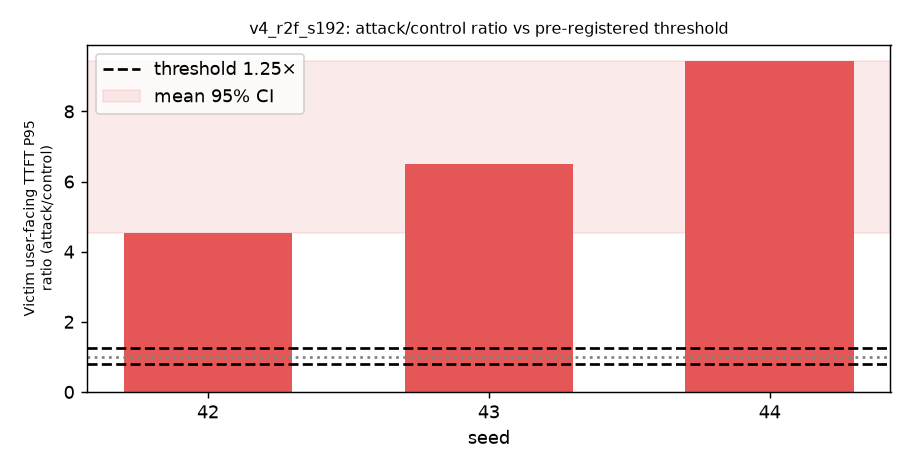 v4_r2f_s192: attack/control ratio vs pre-registered threshold
threshold 1.25×
mean 95% CI
Victim user-facing TTFT P95
ratio (attack/control)
8
6
4
2
0
42
43
44
seed